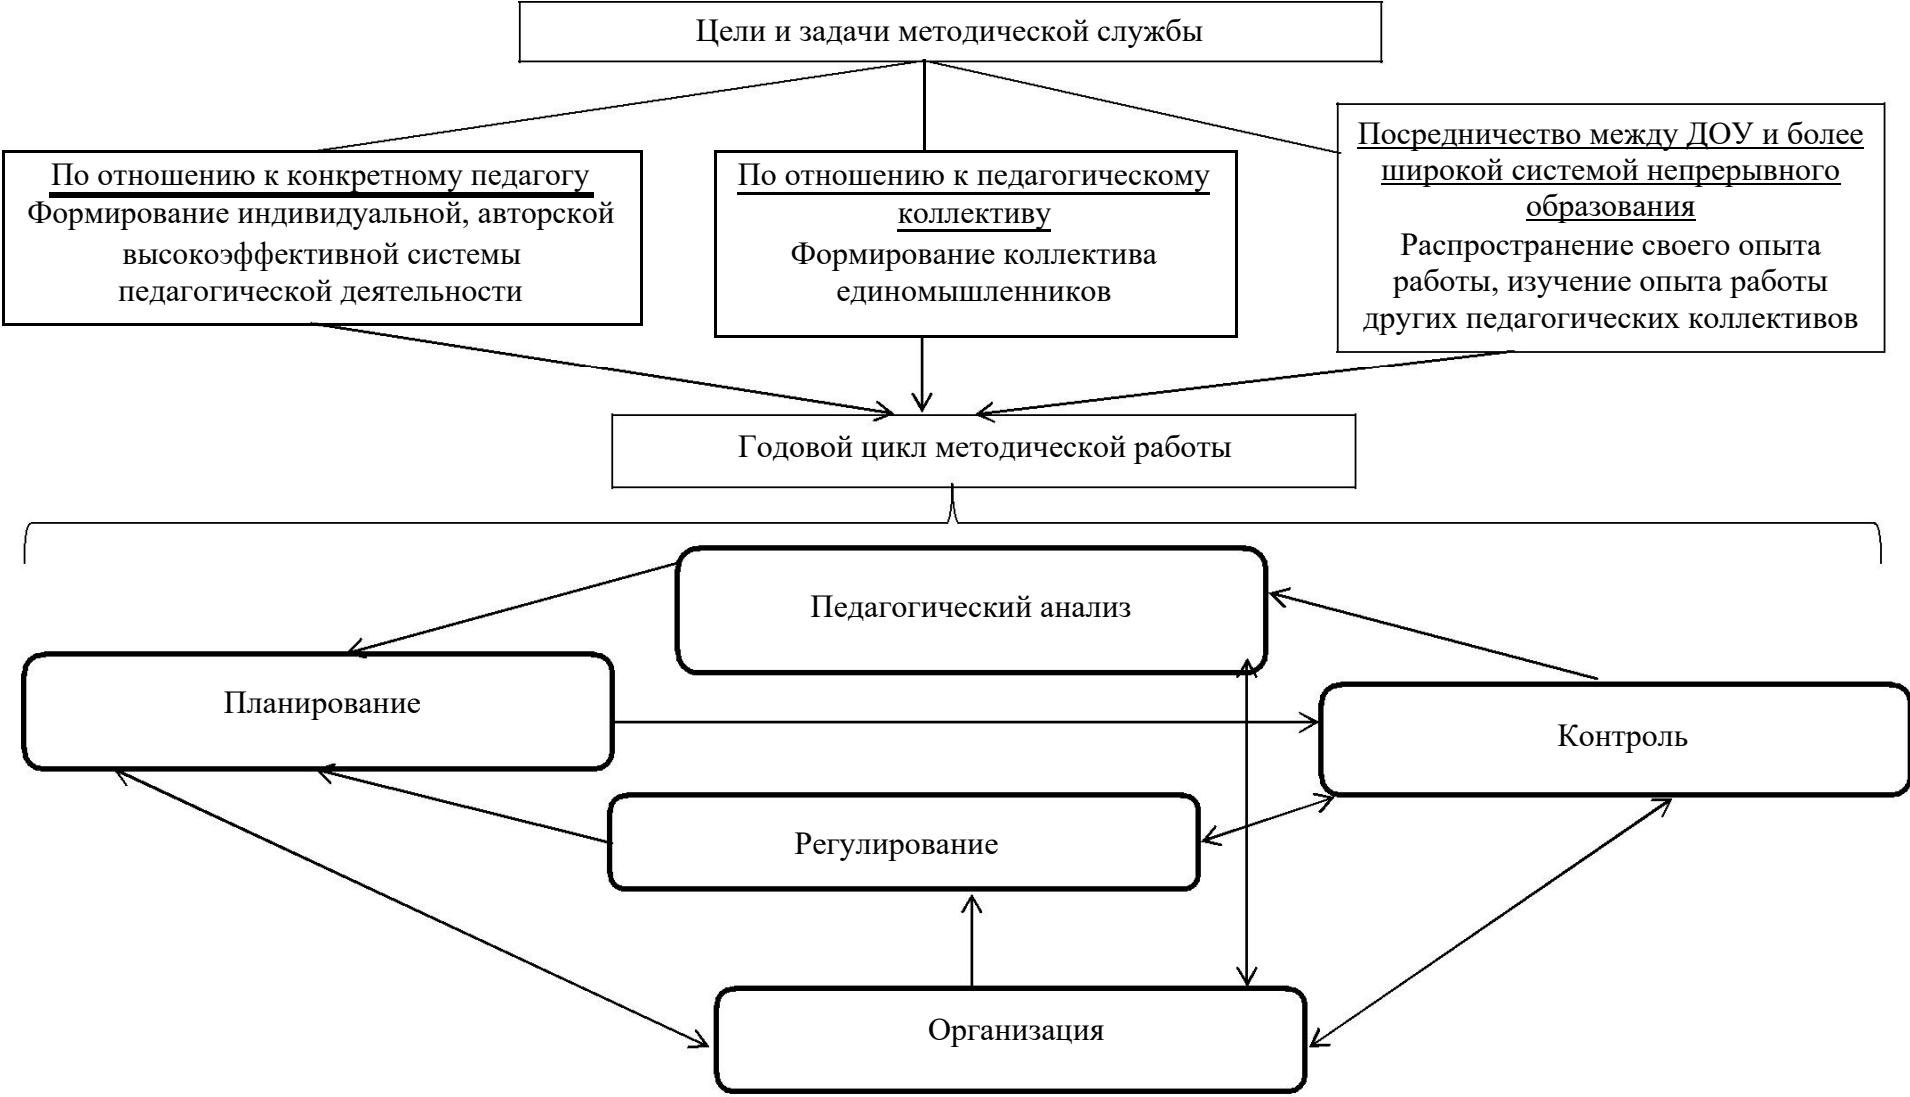 Цели и задачи методической службы
По отношению к конкретному педагогу
Формирование индивидуальной, авторской
высокоэффективной системы
педагогической деятельности
По отношению к педагогическому
коллективу
Формирование коллектива
единомышленников
Посредничество между ДОУ и более
широкой системой непрерывного
образования
Распространение своего опыта
работы, изучение опыта работы
других педагогических коллективов
Годовой цикл методической работы
Педагогический анализ
Планирование
Контроль
Регулирование
Организация